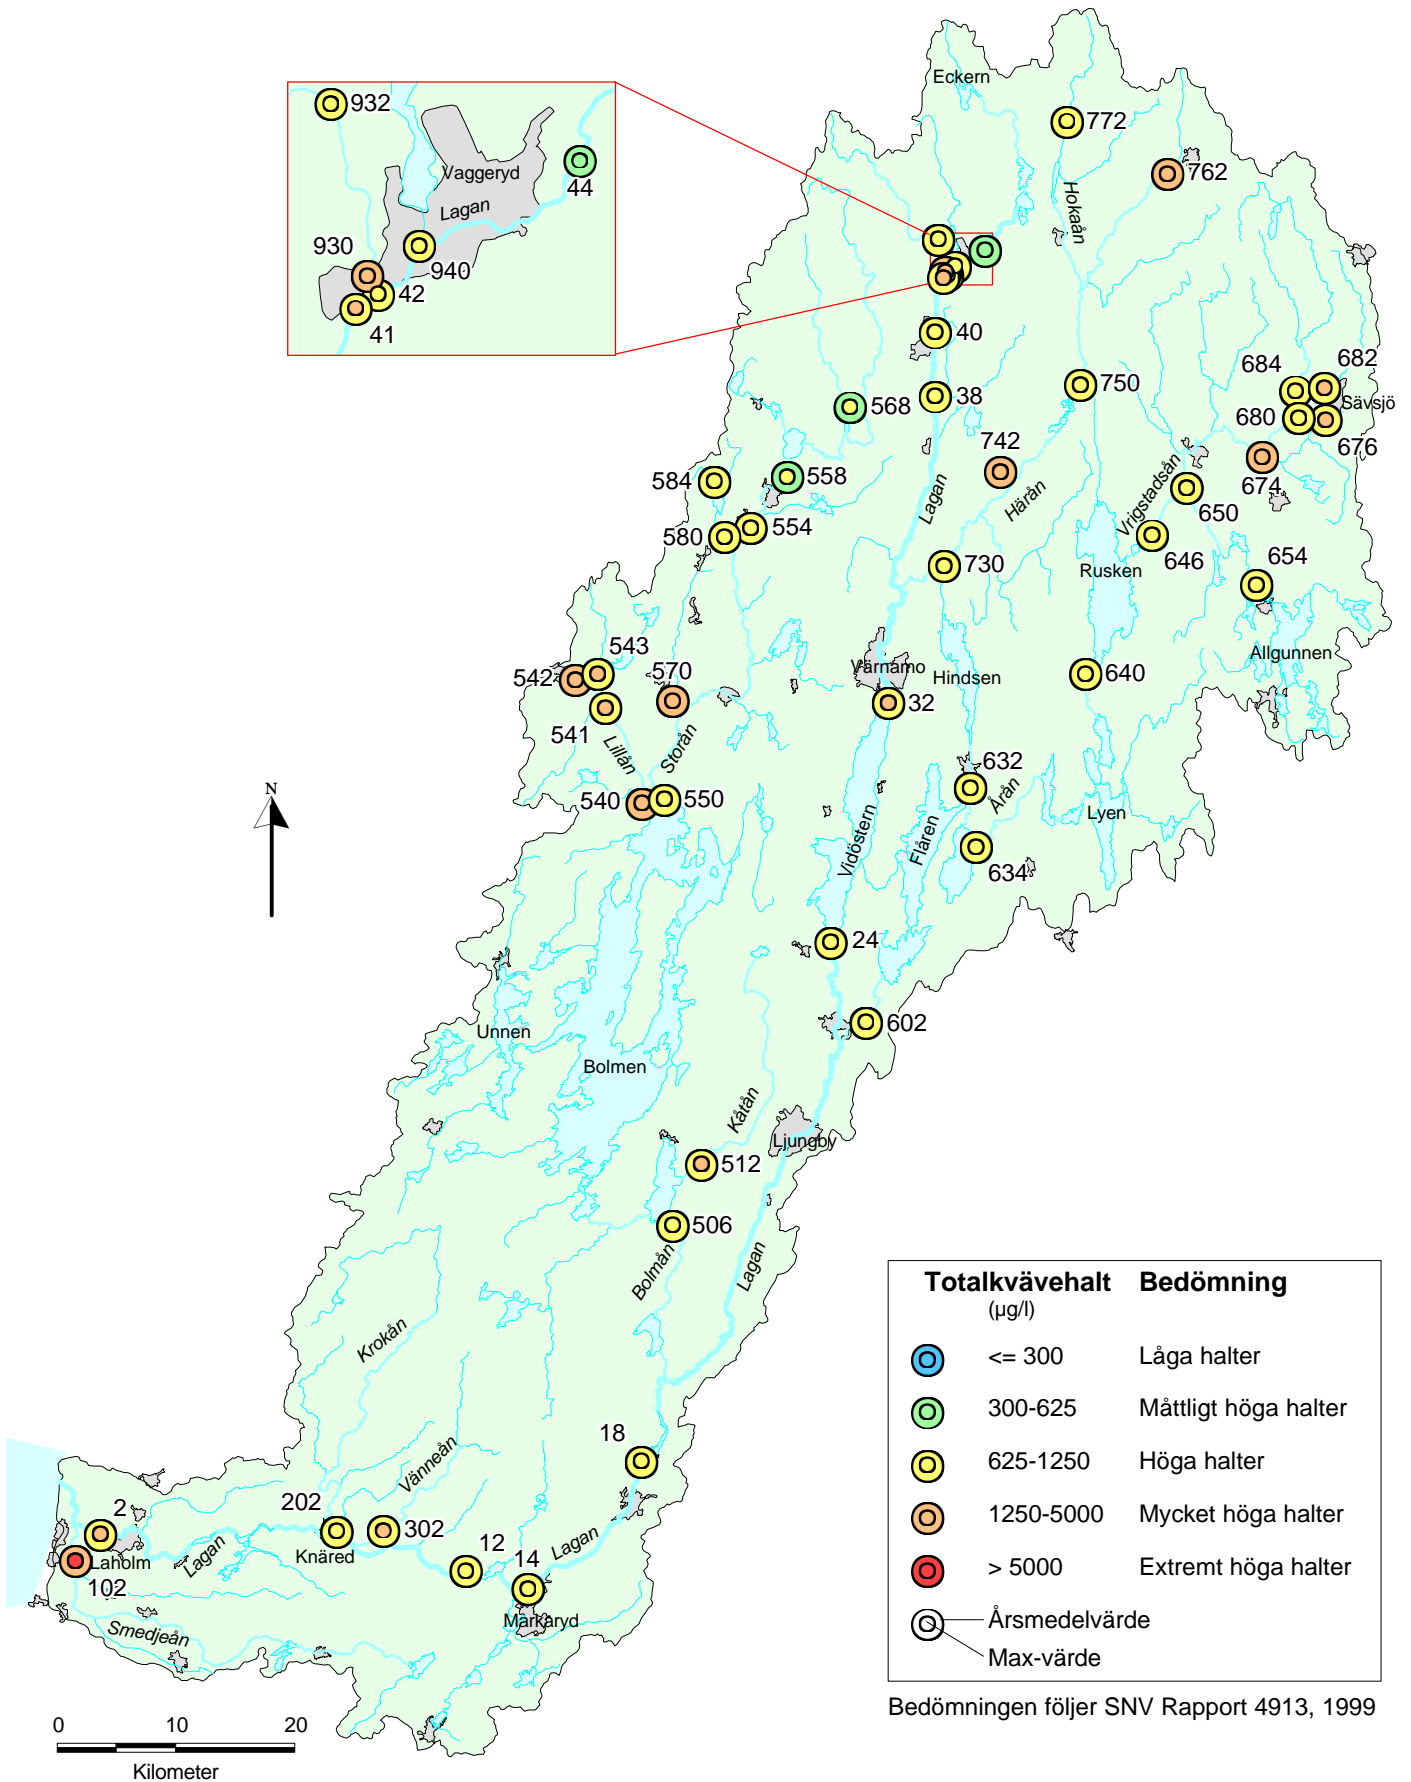 Eckern
932
772
Vaggeryd
44
762
Hokaån
Lagan
930
940
42
41
40
684
682
750
38
568
Sävsjö
680
676
742
674
584
558
Lagan
Härån
Vrigstadsån
650
580
554
646
730
Rusken
654
543
Värnamo
Allgunnen
542
570
Hindsen
640
32
541
Lillån
Storån
632
N
540
550
Årån
Lyen
Vidöstern
Flåren
634
24
602
Unnen
Bolmen
Kåtån
Ljungby
512
506
Bolmån
Lagan
Totalkvävehalt Bedömning
(µg/l)
<= 300 Låga halter
300-625 Måttligt höga halter
625-1250 Höga halter
1250-5000 Mycket höga halter
> 5000 Extremt höga halter
Årsmedelvärde
Max-värde
Bedömningen följer SNV Rapport 4913, 1999
Krokån
18
Vänneån
2
202
302
12
14
Lagan
Lagan
Knäred
Laholm
102
Markaryd
Smedjeån
0 10 20
Kilometer